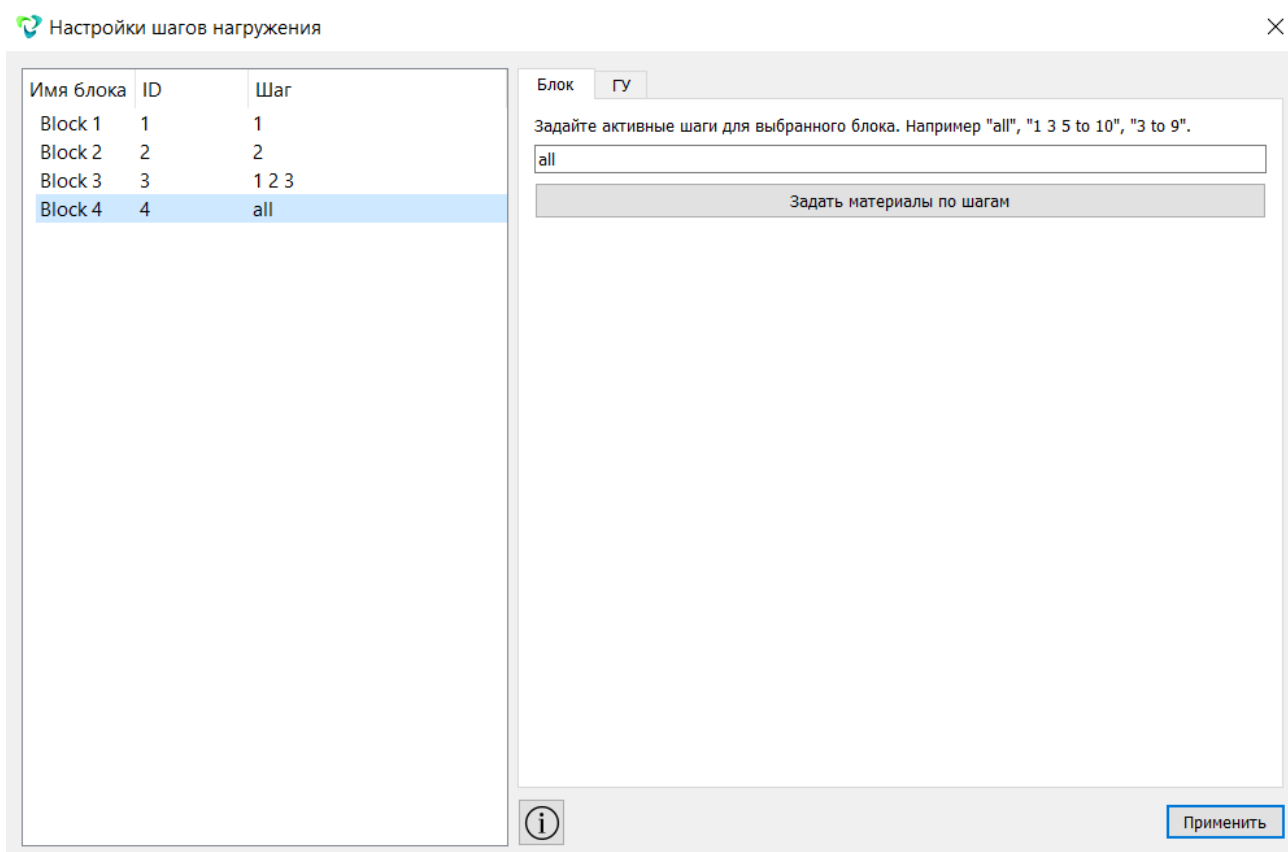 Настройки шагов нагружения
Имя блока ID Шаг
Block 1 1 1
Block 2 2 2
Block 3 3 1 2 3
Block 4 4 all
Блок ГУ
Задайте активные шаги для выбранного блока. Например "all", "1 3 5 to 10", "3 to 9".
all
Задать материалы по шагам
Применить